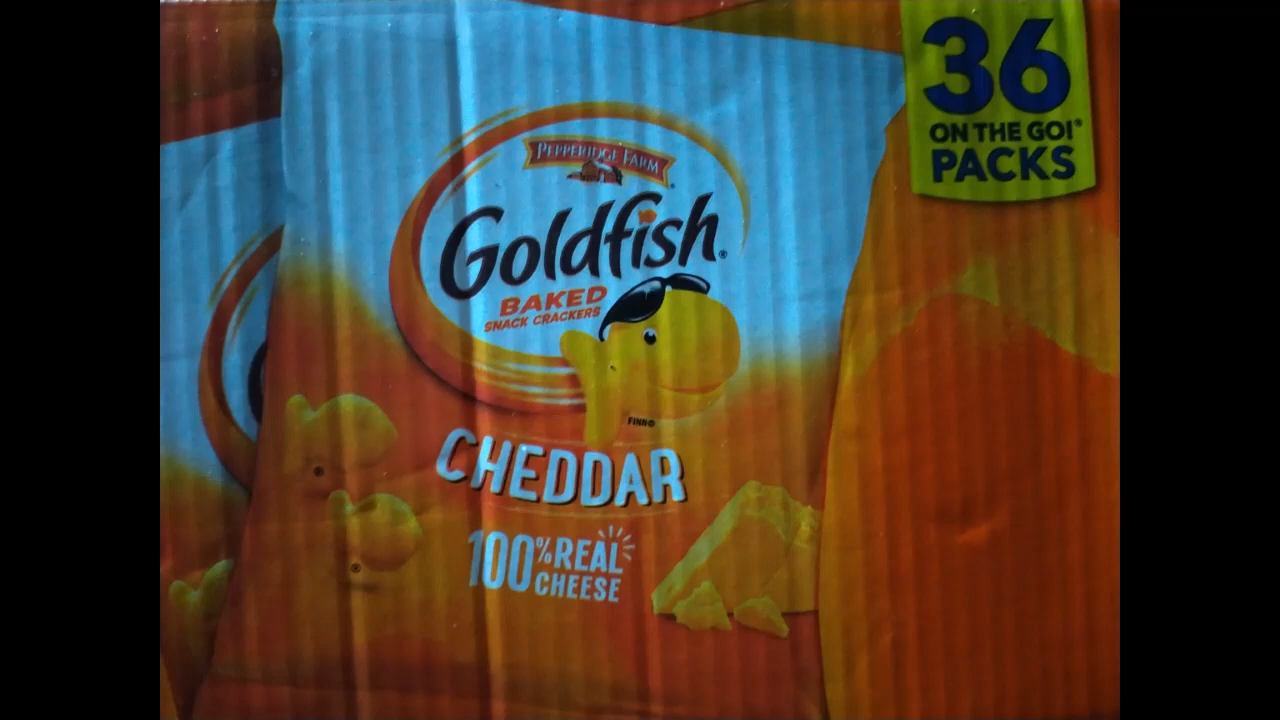 36
ON THE GO!®
PACKS
PEPPERIDGE FARM®
Goldfish®
BAKED
SNACK CRACKERS
FINN®
CHEDDAR
100% REAL
CHEESE